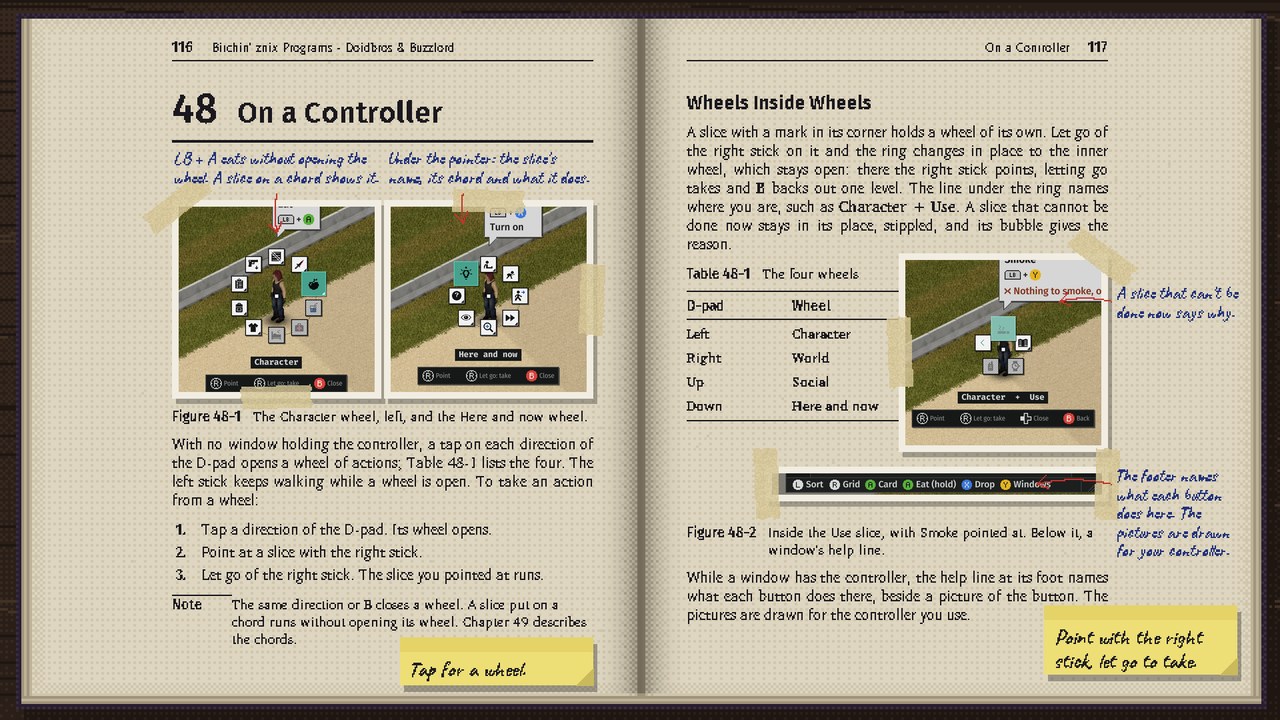 116 Birchin' znix Programs - Doidbros & Buzzlord
48 On a Controller
LB + A eats without opening the
wheel. A slice on a chord shows it.
Under the pointer: the slice's
name, its chord and what it does.
LB + A
Character
R Point R Let go: take B Close
LB + A
Turn on
Here and now
R Point R Let go: take B Close
Figure 48-1 The Character wheel, left, and the Here and now wheel.
With no window holding the controller, a tap on each direction of
the D-pad opens a wheel of actions; Table 48-1 lists the four. The
left stick keeps walking while a wheel is open. To take an action
from a wheel:
1. Tap a direction of the D-pad. Its wheel opens.
2. Point at a slice with the right stick.
3. Let go of the right stick. The slice you pointed at runs.
Note The same direction or B closes a wheel. A slice put on a
chord runs without opening its wheel. Chapter 49 describes
the chords.
Tap for a wheel.
On a Controller 117
Wheels Inside Wheels
A slice with a mark in its corner holds a wheel of its own. Let go of
the right stick on it and the ring changes in place to the inner
wheel, which stays open: there the right stick points, letting go
takes and B backs out one level. The line under the ring names
where you are, such as Character + Use. A slice that cannot be
done now stays in its place, stippled, and its bubble gives the
reason.
Table 48-1 The four wheels
D-pad Wheel
Left Character
Right World
Up Social
Down Here and now
Smoke
LB + Y
× Nothing to smoke, o
Character + Use
R Point R Let go: take Close B Back
A slice that can't be
done now says why.
L Sort R Grid A Card A Eat (hold) X Drop Y Windows
The footer names
what each button
does here. The
pictures are drawn
for your controller.
Figure 48-2 Inside the Use slice, with Smoke pointed at. Below it, a
window's help line.
While a window has the controller, the help line at its foot names
what each button does there, beside a picture of the button. The
pictures are drawn for the controller you use.
Point with the right
stick, let go to take.